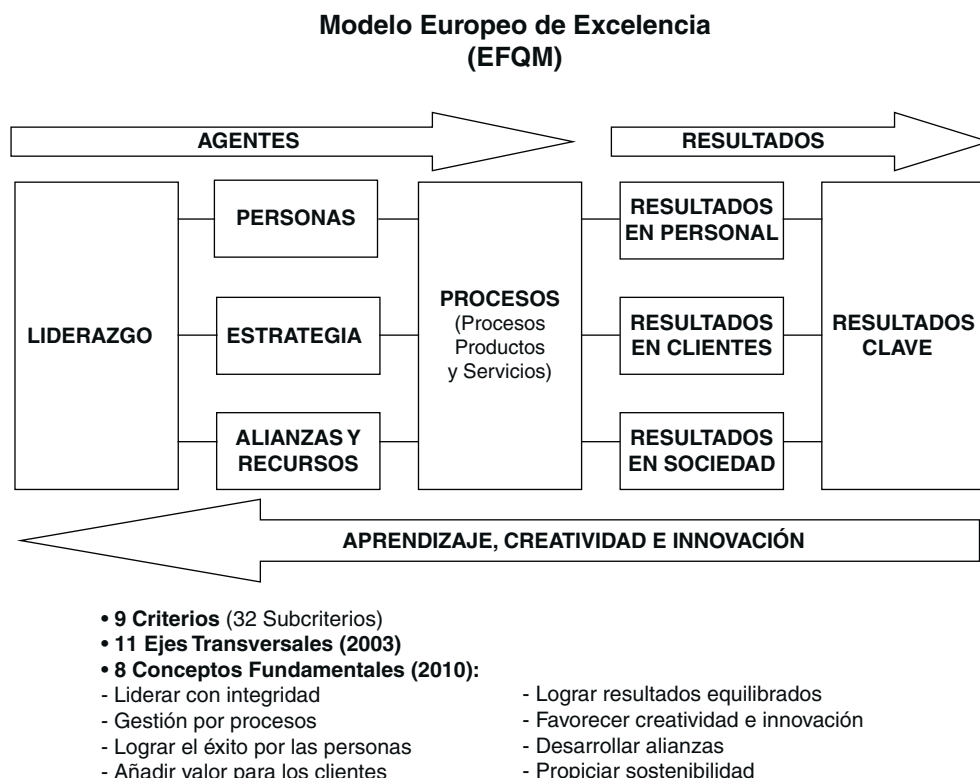 Modelo Europeo de Excelencia
(EFQM)
AGENTES
RESULTADOS
LIDERAZGO
PERSONAS
ESTRATEGIA
ALIANZAS Y
RECURSOS
PROCESOS
(Procesos
Productos
y Servicios)
RESULTADOS
EN PERSONAL
RESULTADOS
EN CLIENTES
RESULTADOS
EN SOCIEDAD
RESULTADOS
CLAVE
APRENDIZAJE, CREATIVIDAD E INNOVACIÓN
• 9 Criterios (32 Subcriterios)
• 11 Ejes Transversales (2003)
• 8 Conceptos Fundamentales (2010):
- Liderar con integridad
- Gestión por procesos
- Lograr el éxito por las personas
- Añadir valor para los clientes
- Lograr resultados equilibrados
- Favorecer creatividad e innovación
- Desarrollar alianzas
- Propiciar sostenibilidad